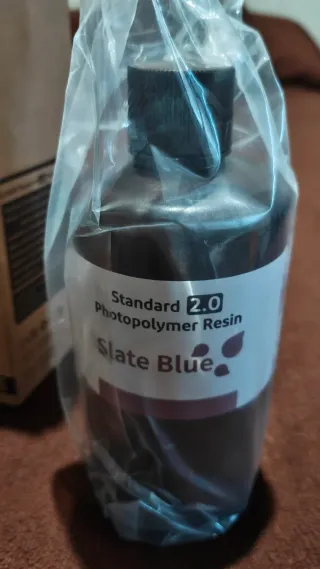 Standard 2.0
Photopolymer Resin
Slate Blue